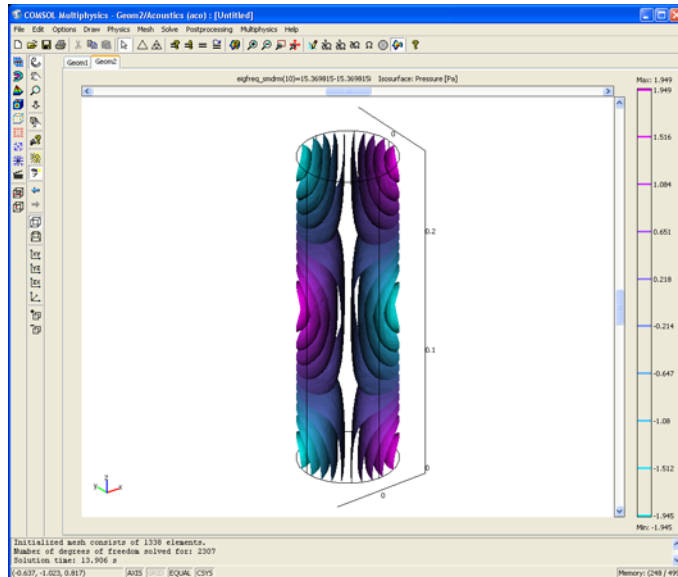 COMSOL Multiphysics - Geom2/Acoustics (aco) : [Untitled]
File Edit Options Draw Physics Mesh Solve Postprocessing Multiphysics Help
Geom1 Geom2
eigfreq_smdrm(10)=15.369815-15.369815i Isosurface: Pressure [Pa]
Max: 1.949
1.949
0
1.516
1.084
0.2
0.651
0.218
-0.214
0.1
-0.647
-1.08
0
-1.512
0
z
y x
-1.945
Min: -1.945
Initialized mesh consists of 1338 elements.
Number of degrees of freedom solved for: 2307
Solution time: 13.906 s
(-0.637, -1.023, 0.817) AXIS GRID EQUAL CSYS Memory: (248 / 499